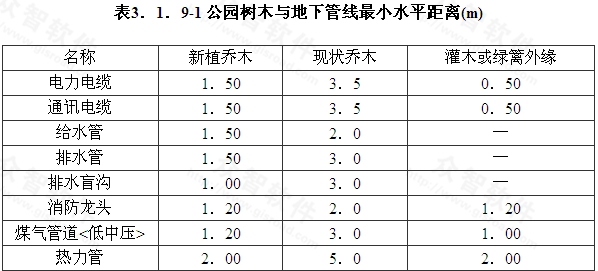 表3．1．9-1 公园树木与地下管线最小水平距离(m)
名称 新植乔木 现状乔木 灌木或绿篱外缘
电力电缆 1．50 3．5 0．50
通讯电缆 1．50 3．5 0．50
给水管 1．50 2．0 —
排水管 1．50 3．0 —
排水盲沟 1．00 3．0 —
消防龙头 1．20 2．0 1．20
煤气管道<低中压> 1．20 3．0 1．00
热力管 2．00 5．0 2．00